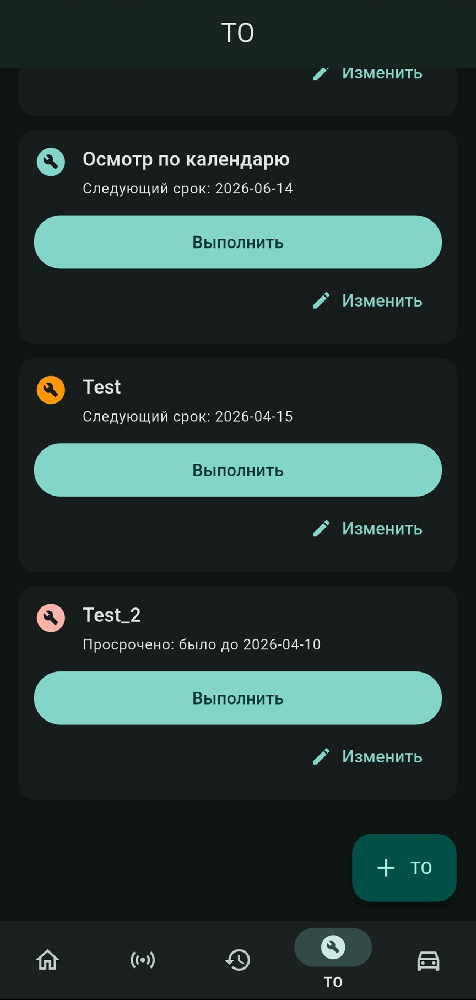 ТО
Изменить
Осмотр по календарю
Следующий срок: 2026-06-14
Выполнить
Изменить
Test
Следующий срок: 2026-04-15
Выполнить
Изменить
Test_2
Просрочено: было до 2026-04-10
Выполнить
Изменить
+ ТО
ТО